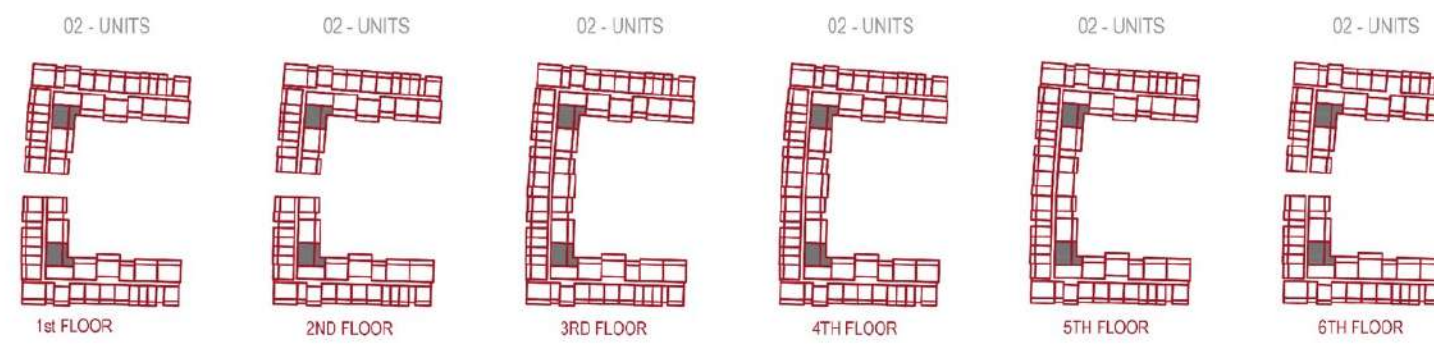 02 - UNITS
02 - UNITS
02 - UNITS
02 - UNITS
02 - UNITS
02 - UNITS
1st FLOOR
2ND FLOOR
3RD FLOOR
4TH FLOOR
5TH FLOOR
6TH FLOOR